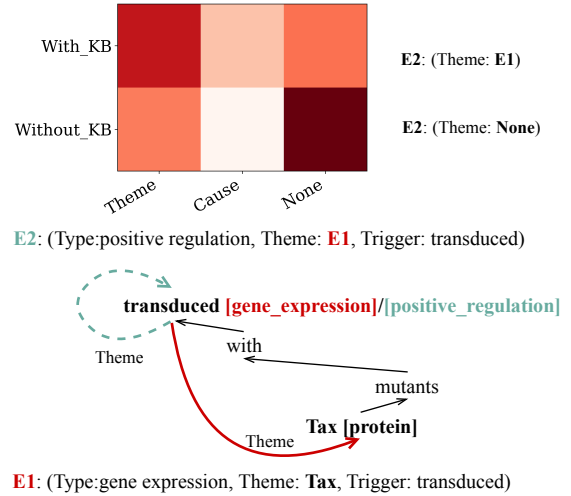 With_KB
E2: (Theme: E1)
Without_KB
E2: (Theme: None)
Theme
Cause
None
E2: (Type:positive regulation, Theme: E1, Trigger: transduced)
transduced [gene_expression]/[positive_regulation]
Theme
with
mutants
Tax [protein]
Theme
E1: (Type:gene expression, Theme: Tax, Trigger: transduced)